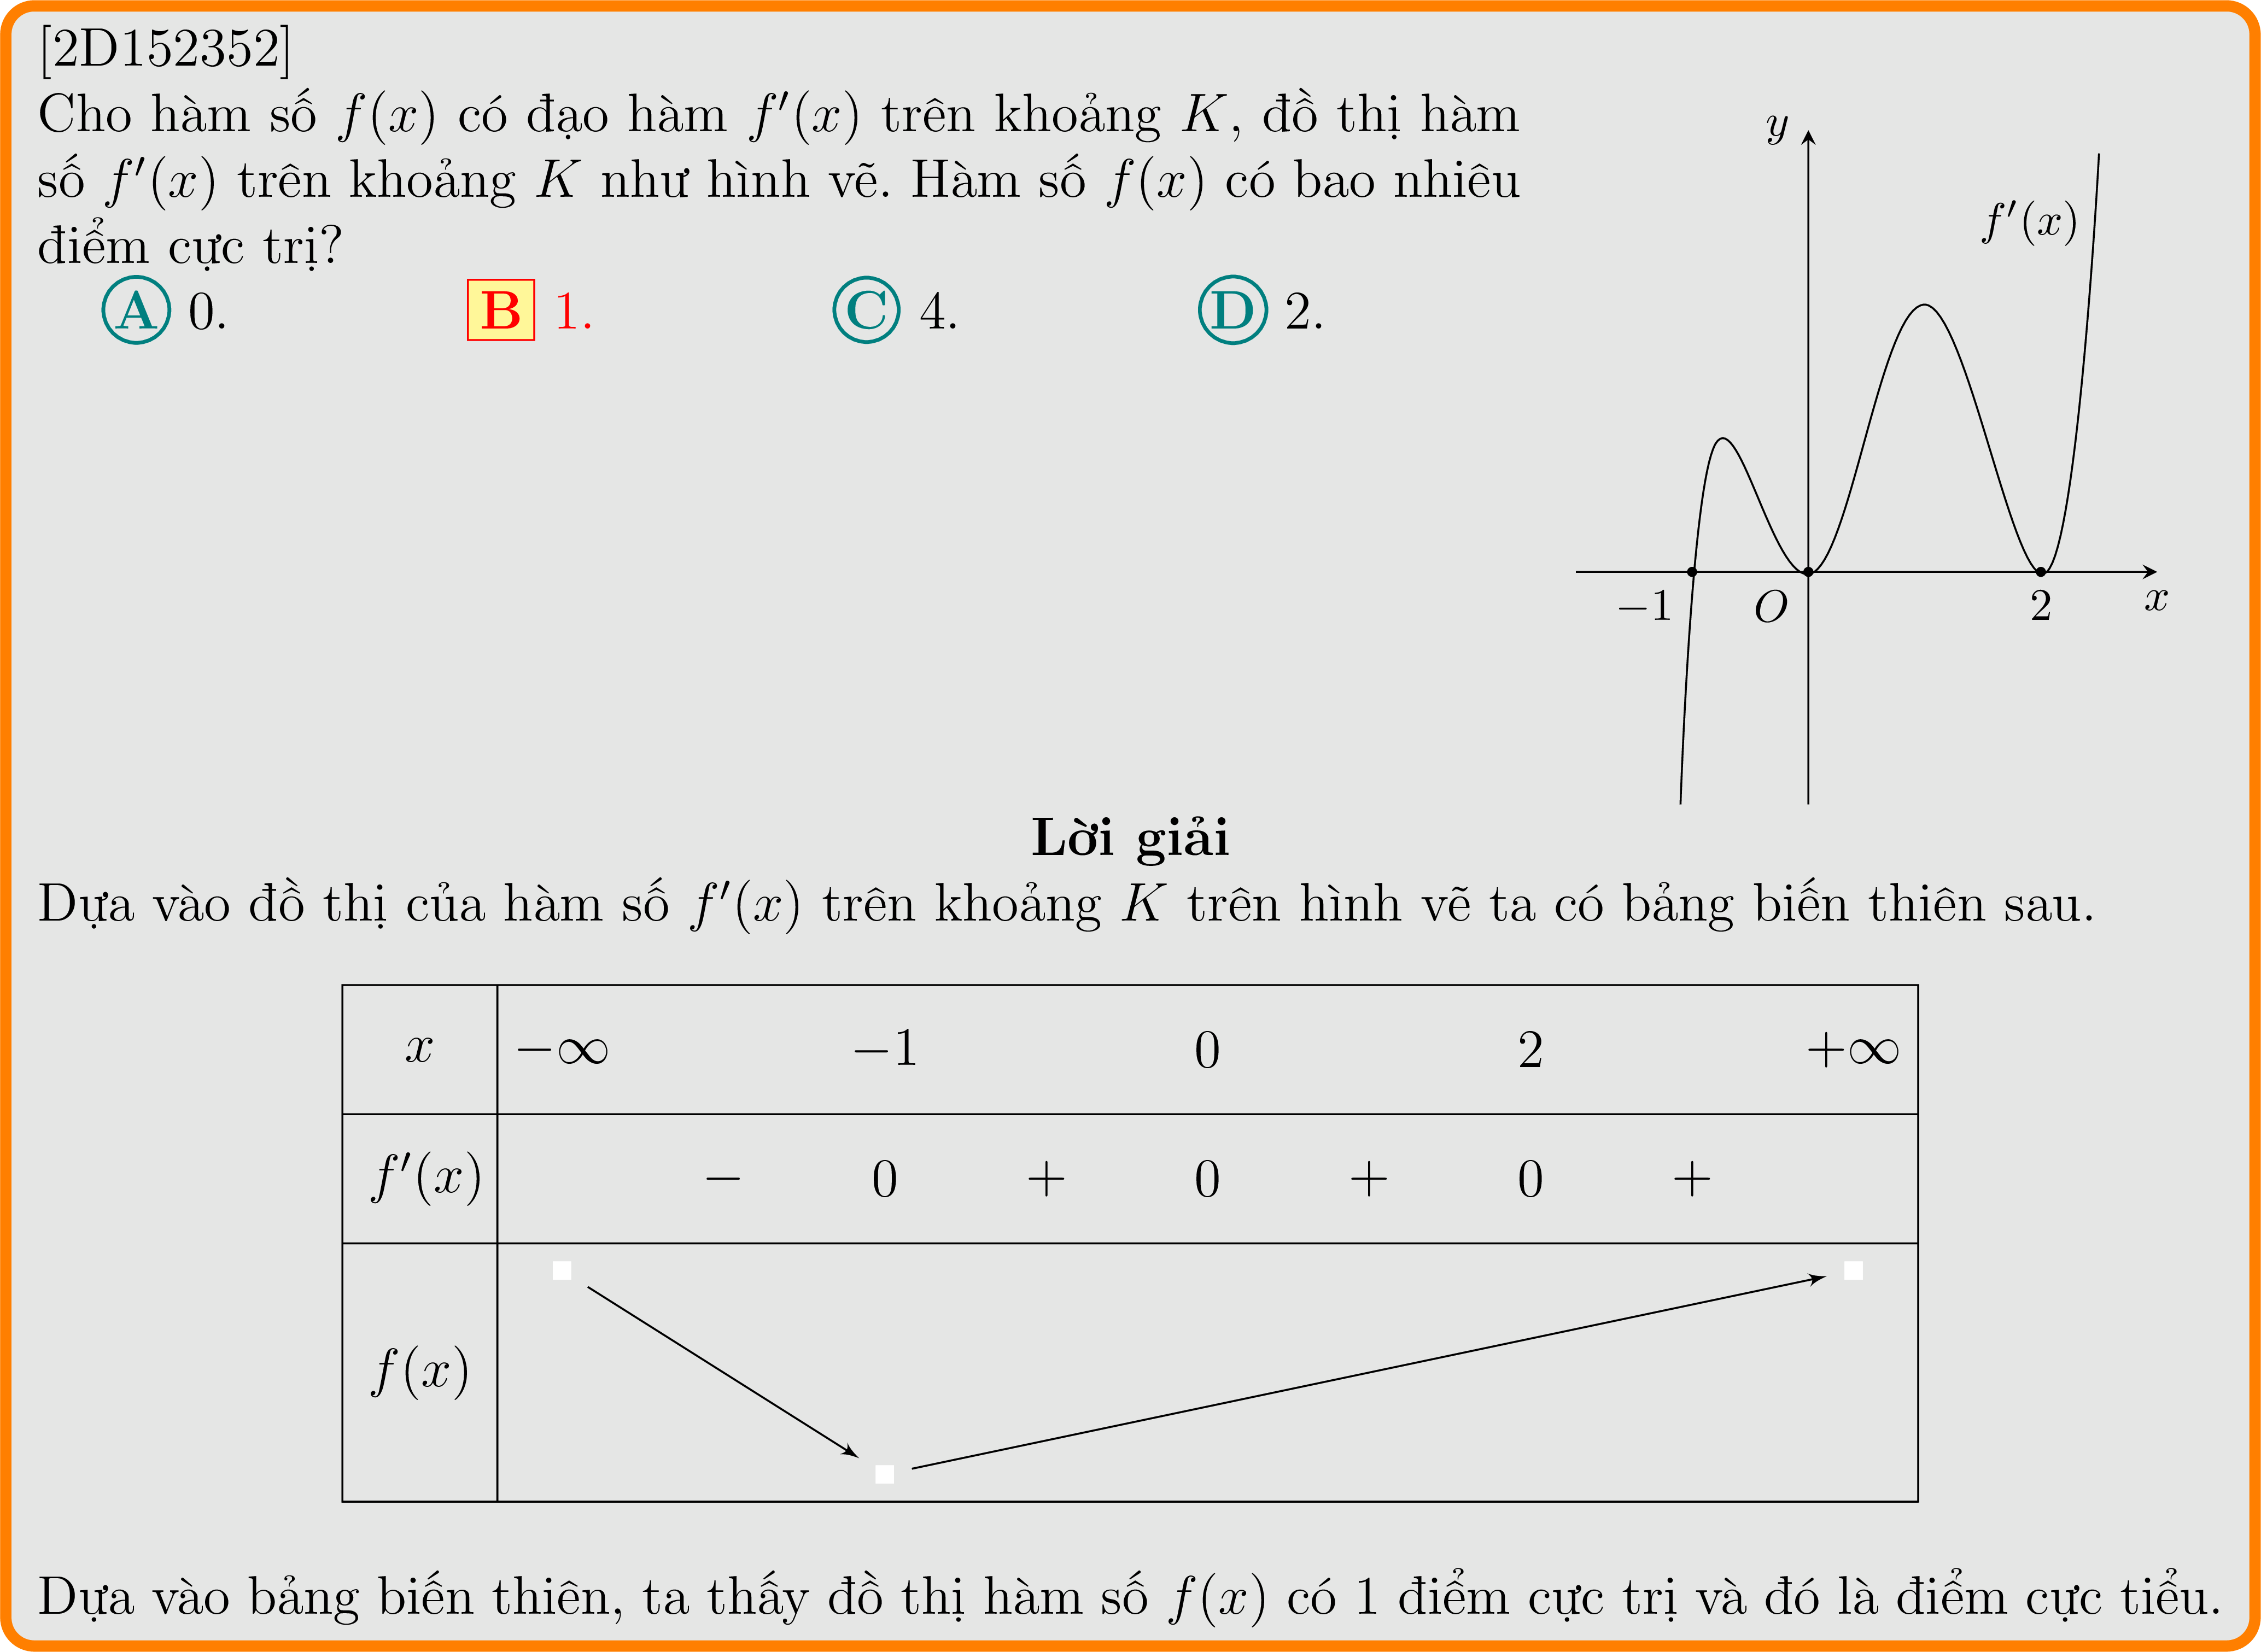 [2D152352]
Cho hàm số f(x) có đạo hàm f′(x) trên khoảng K, đồ thị hàm
số f′(x) trên khoảng K như hình vẽ. Hàm số f(x) có bao nhiêu
điểm cực trị?
A 0. B 1. C 4. D 2.
y
f′(x)
−1 O 2 x
Lời giải
Dựa vào đồ thị của hàm số f′(x) trên khoảng K trên hình vẽ ta có bảng biến thiên sau.
x −∞ −1 0 2 +∞
f′(x) − 0 + 0 + 0 +
f(x)
Dựa vào bảng biến thiên, ta thấy đồ thị hàm số f(x) có 1 điểm cực trị và đó là điểm cực tiểu.